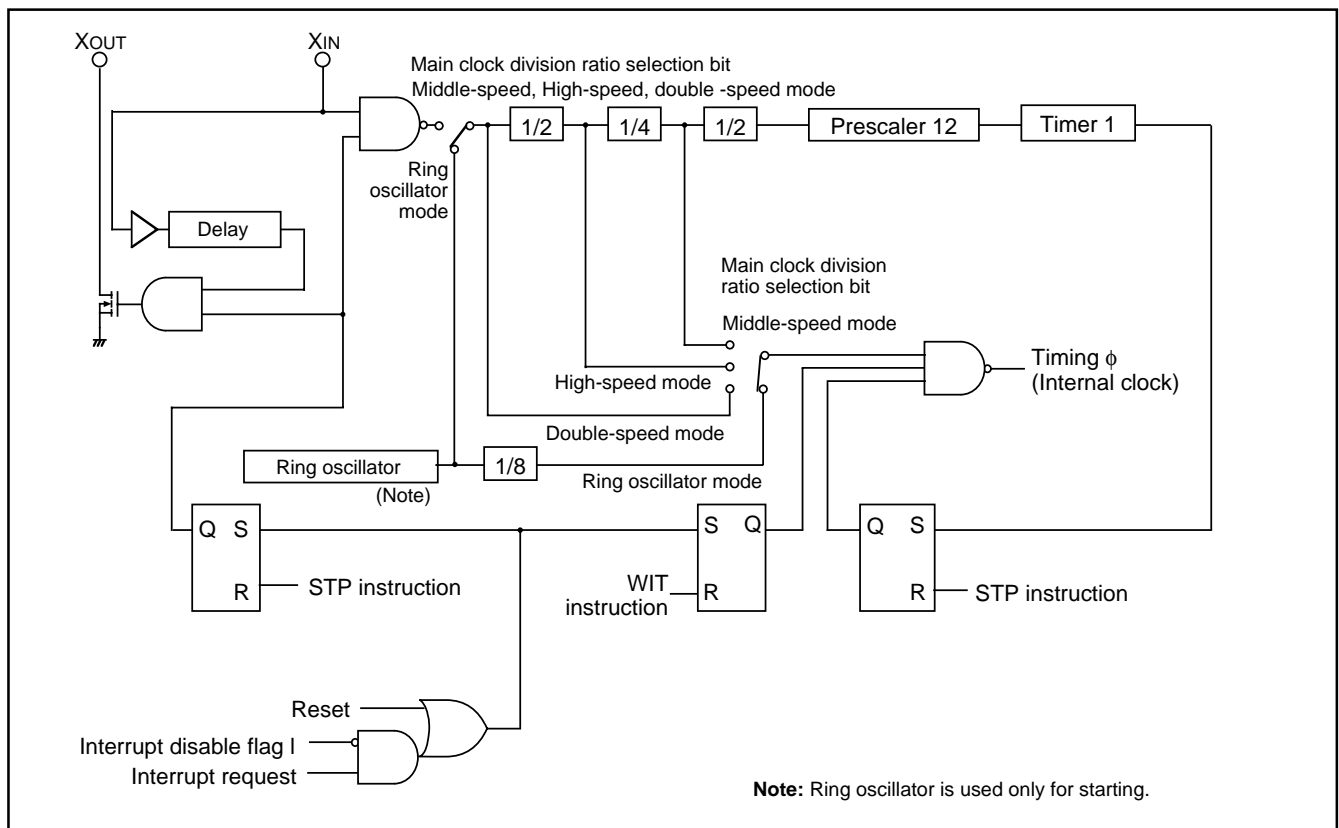 XOUT
XIN
Main clock division ratio selection bit
Middle-speed, High-speed, double -speed mode
1/2
1/4
1/2
Prescaler 12
Timer 1
Ring
oscillator
mode
Delay
Main clock division
ratio selection bit
Middle-speed mode
High-speed mode
Timing ϕ
(Internal clock)
Double-speed mode
Ring oscillator
1/8
Ring oscillator mode
(Note)
Q S
R
STP instruction
S Q
R
WIT
instruction
Q S
R
STP instruction
Reset
Interrupt disable flag I
Interrupt request
Note: Ring oscillator is used only for starting.